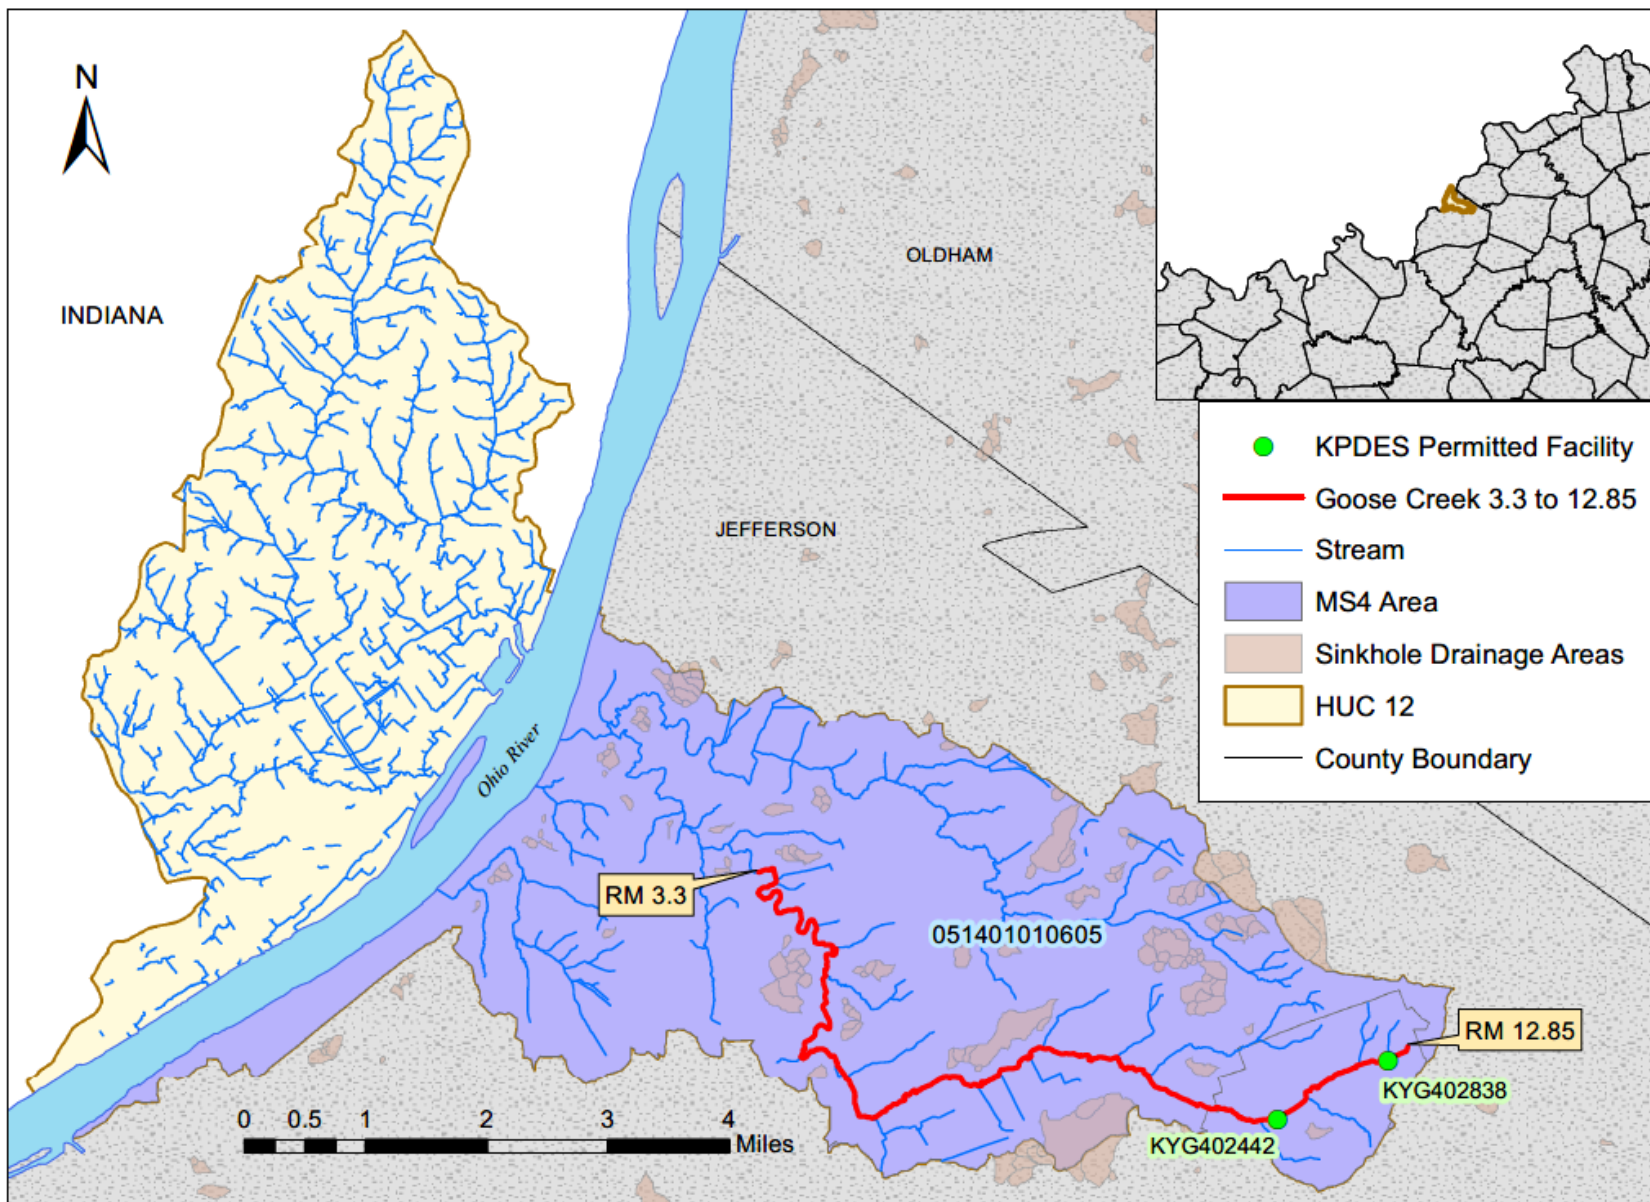 N
INDIANA
OLDHAM
JEFFERSON
Ohio River
RM 3.3
051401010605
RM 12.85
KYG402838
KYG402442
0 0.5 1 2 3 4
Miles
KPDES Permitted Facility
Goose Creek 3.3 to 12.85
Stream
MS4 Area
Sinkhole Drainage Areas
HUC 12
County Boundary